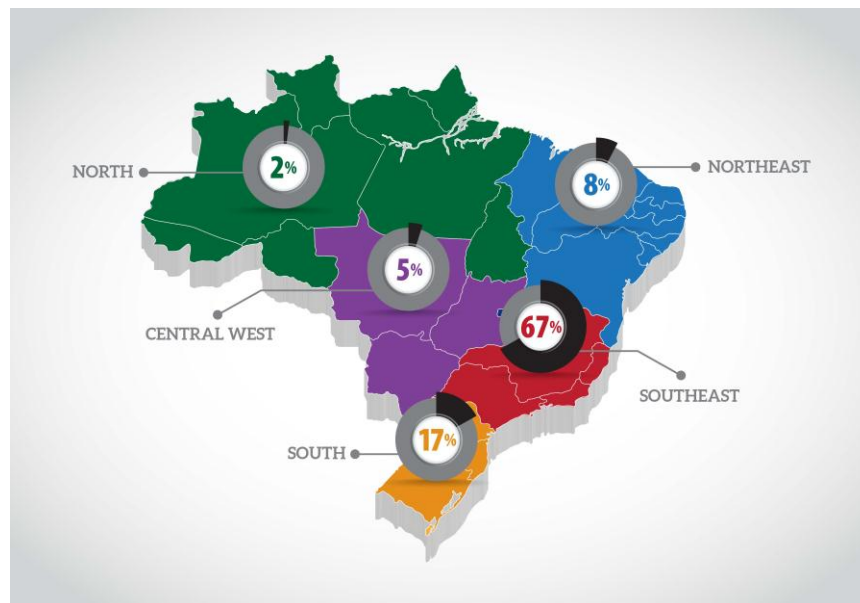 NORTH
2%
8%
NORTHEAST
5%
CENTRAL WEST
67%
SOUTHEAST
17%
SOUTH